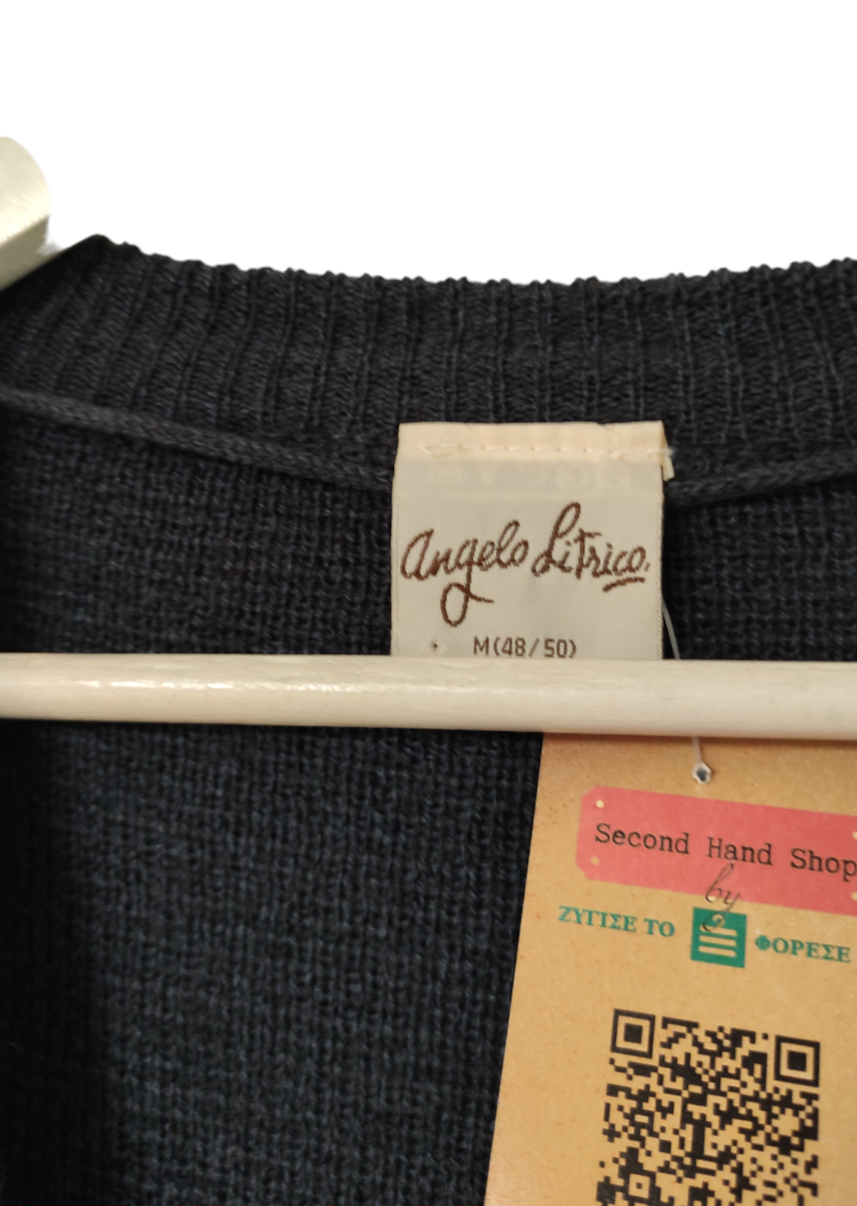 Angelo Litrico.
M(48/50)
Second Hand Shop
by
ΖΥΓΙΣΕ ΤΟ ΦΟΡΕΣΕ